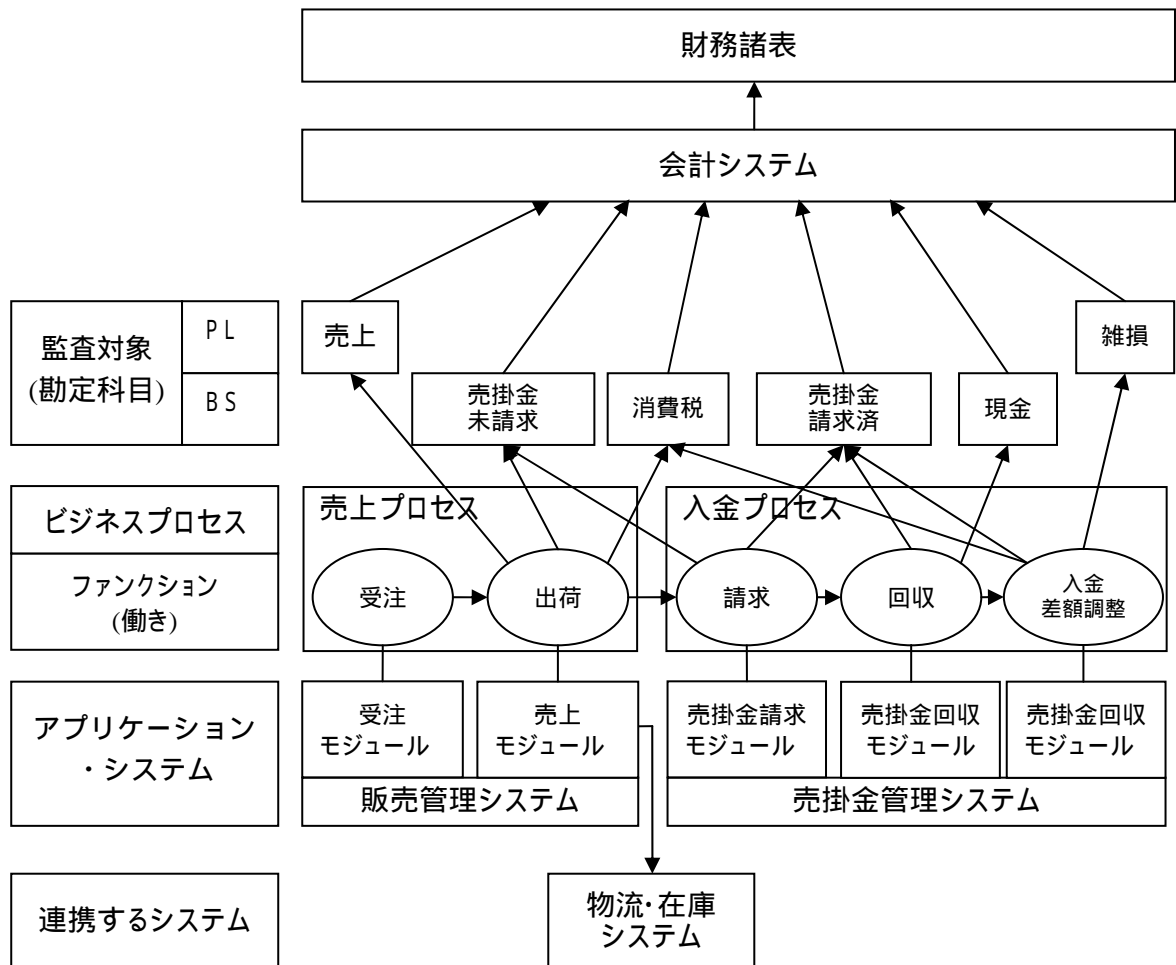 財務諸表
会計システム
監査対象
(勘定科目)
PL
BS
売上
売掛金
未請求
消費税
売掛金
請求済
現金
雑損
ビジネスプロセス
ファンクション
(働き)
売上プロセス
入金プロセス
受注
出荷
請求
回収
入金
差額調整
アプリケーション
・システム
受注
モジュール
売上
モジュール
売掛金請求
モジュール
売掛金回収
モジュール
売掛金回収
モジュール
販売管理システム
売掛金管理システム
連携するシステム
物流・在庫
システム